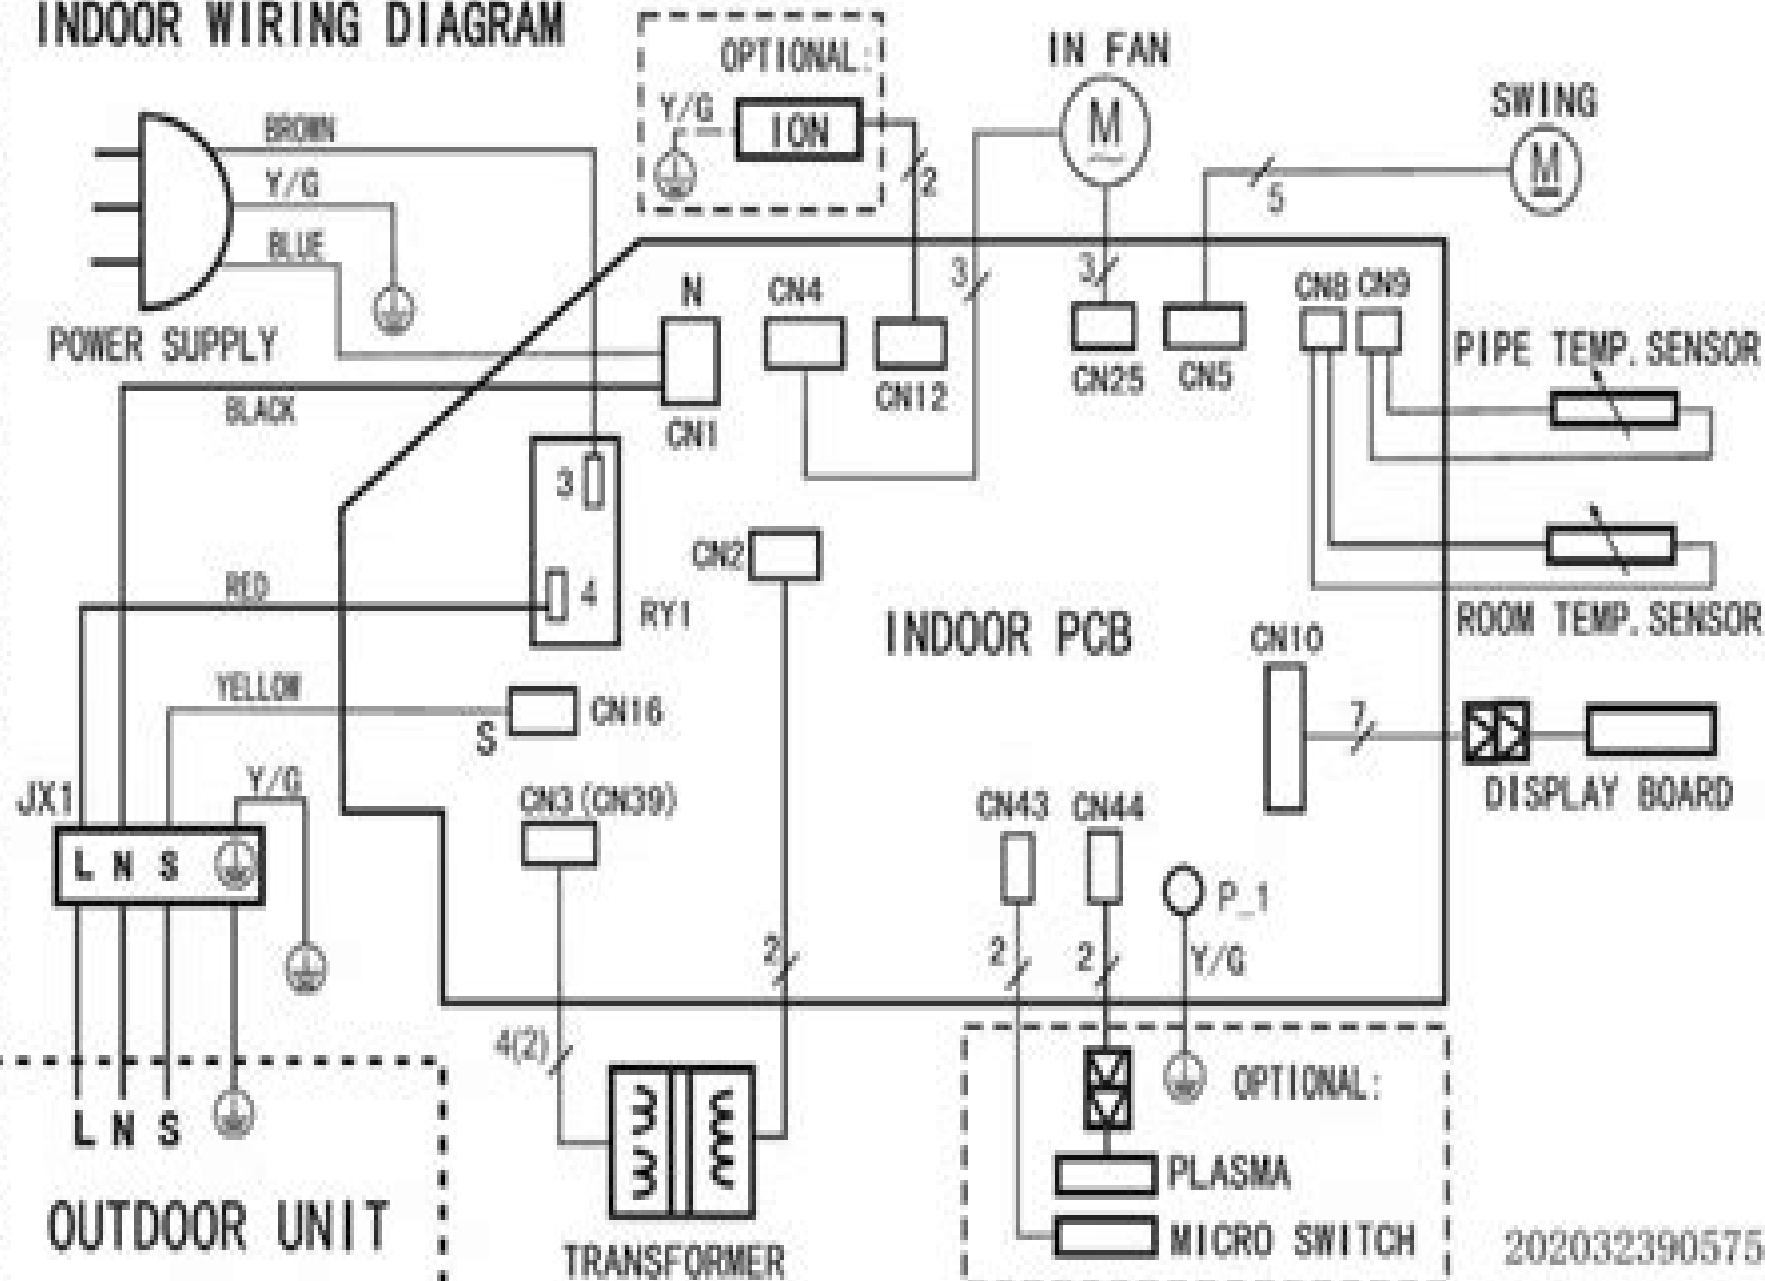 INDOOR WIRING DIAGRAM
OPTIONAL:
Y/G
ION
2
IN FAN
M
SWING
M
5
BROWN
Y/G
BLUE
POWER SUPPLY
N
CN1
CN4
CN12
3
3
CN25
CN5
CN8 CN9
PIPE TEMP. SENSOR
BLACK
3
4
RY1
RED
CN2
INDOOR PCB
ROOM TEMP. SENSOR
CN10
7
DISPLAY BOARD
YELLOW
S
CN16
JX1
Y/G
L N S
CN3(CN39)
CN43
CN44
P_1
2
2
2
Y/G
4(2)
L N S
OUTDOOR UNIT
TRANSFORMER
OPTIONAL:
PLASMA
MICRO SWITCH
202032390575